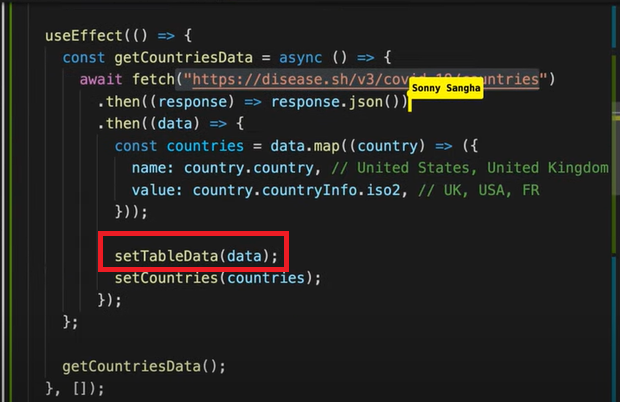 useEffect(() => {
const getCountriesData = async () => {
await fetch("https://disease.sh/v3/covid-19/countries")
.then((response) => response.json())
Sonny Sangha
.then((data) => {
const countries = data.map((country) => ({
name: country.country, // United States, United Kingdom
value: country.countryInfo.iso2, // UK, USA, FR
}));
setTableData(data);
setCountries(countries);
});
};
getCountriesData();
}, []);